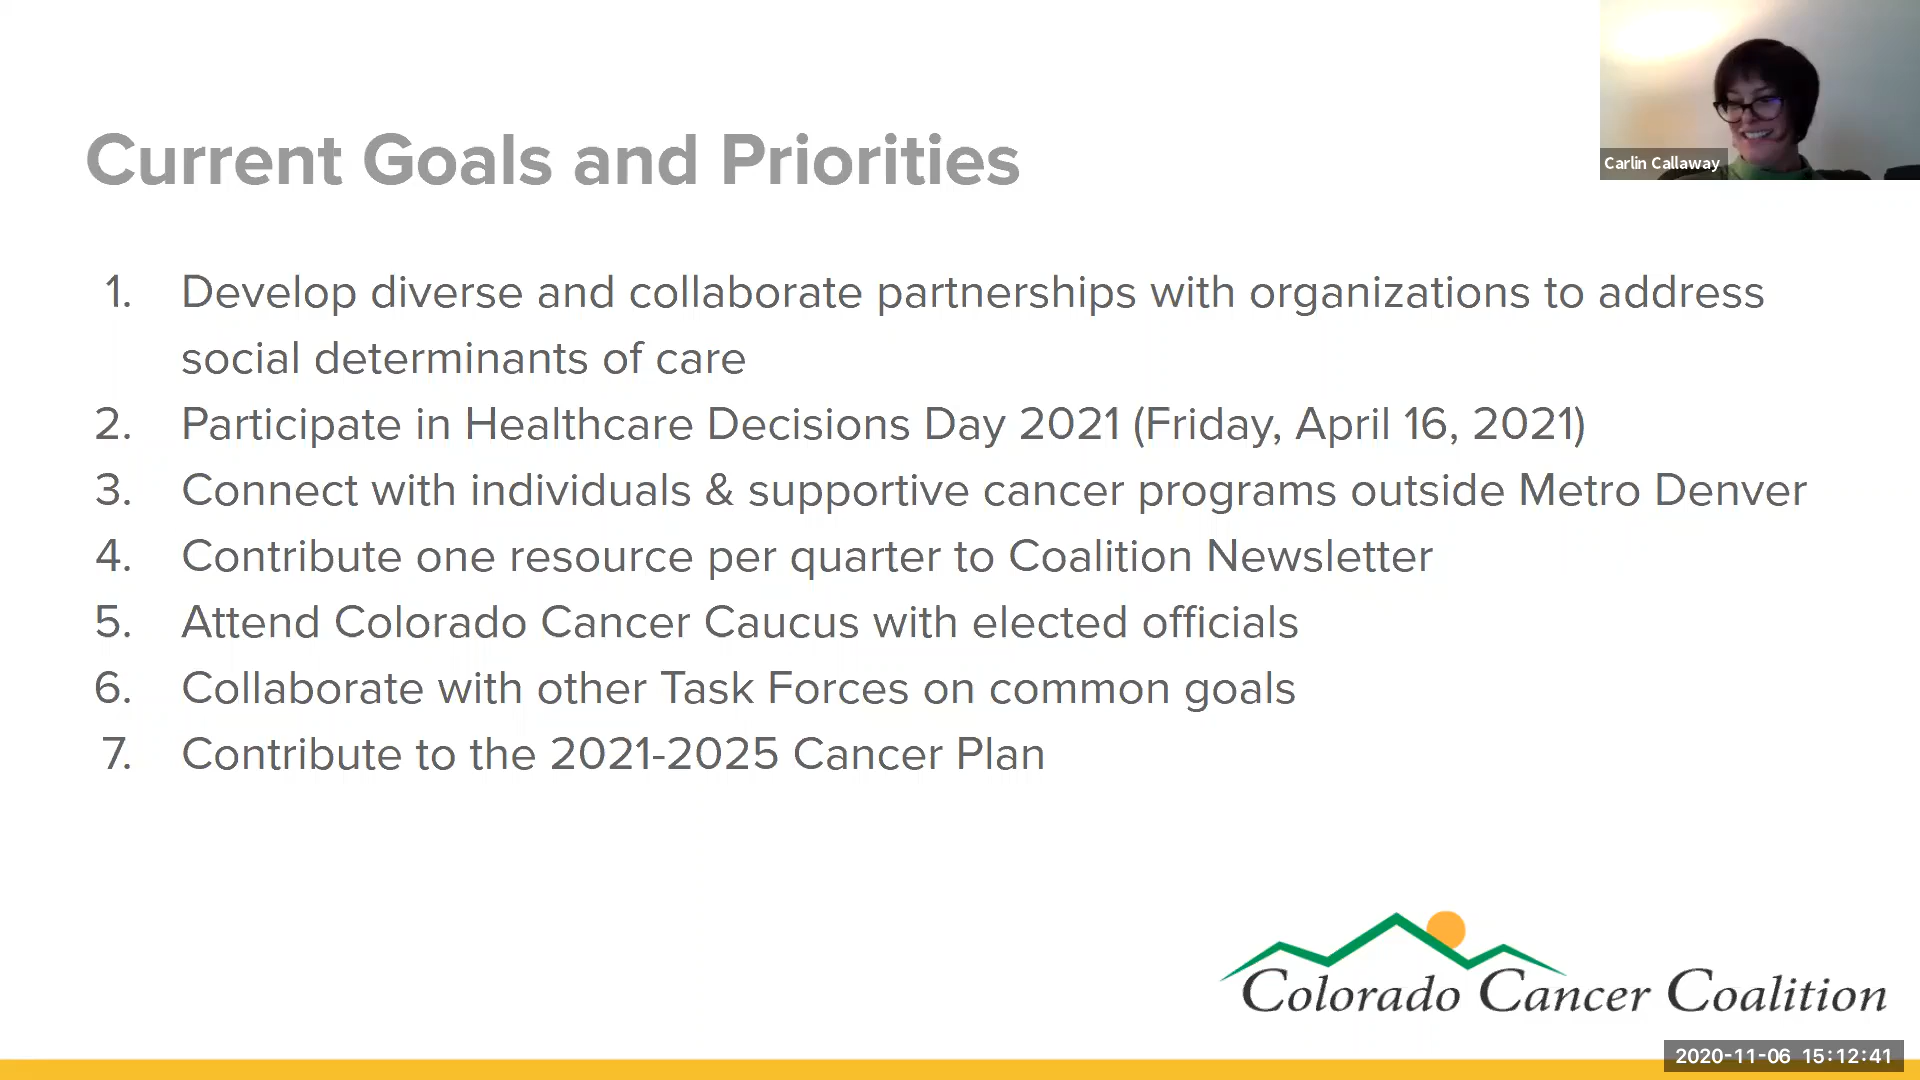 Carlin Callaway
Current Goals and Priorities
1. Develop diverse and collaborate partnerships with organizations to address
social determinants of care
2. Participate in Healthcare Decisions Day 2021 (Friday, April 16, 2021)
3. Connect with individuals & supportive cancer programs outside Metro Denver
4. Contribute one resource per quarter to Coalition Newsletter
5. Attend Colorado Cancer Caucus with elected officials
6. Collaborate with other Task Forces on common goals
7. Contribute to the 2021-2025 Cancer Plan
Colorado Cancer Coalition
2020-11-06 15:12:41